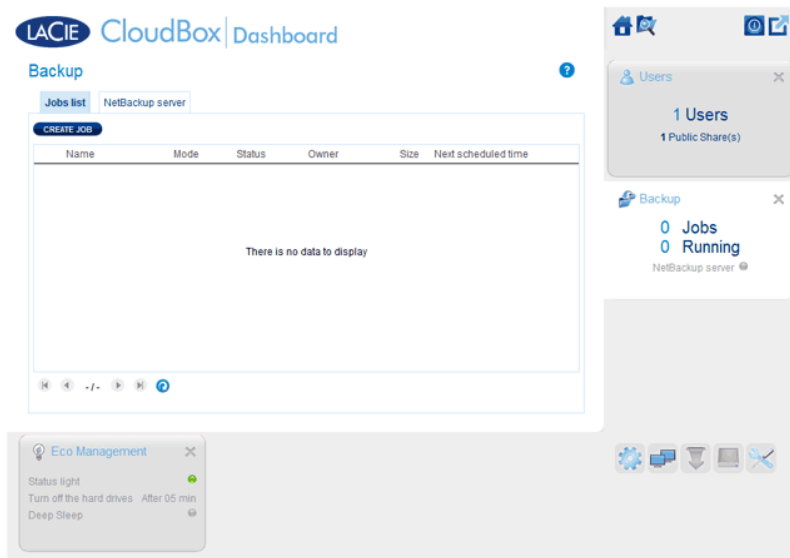 LACIE CloudBox Dashboard
Backup
?
Jobs list NetBackup server
CREATE JOB
Name Mode Status Owner Size Next scheduled time
There is no data to display
-/-
Users
1 Users
1 Public Share(s)
Backup
0 Jobs
0 Running
NetBackup server
Eco Management
Status light
Turn off the hard drives After 05 min
Deep Sleep